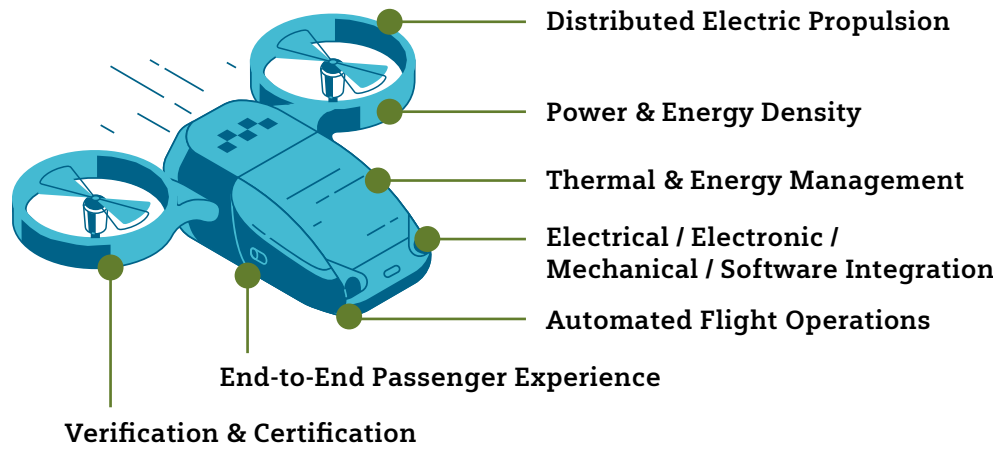 Distributed Electric Propulsion
Power & Energy Density
Thermal & Energy Management
Electrical / Electronic /
Mechanical / Software Integration
Automated Flight Operations
End-to-End Passenger Experience
Verification & Certification